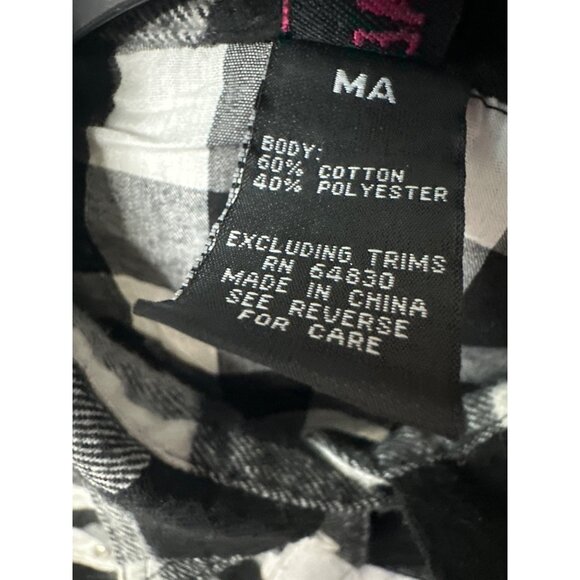 MA
BODY:
60% COTTON
40% POLYESTER
EXCLUDING TRIMS
RN 64830
MADE IN CHINA
SEE REVERSE
FOR CARE